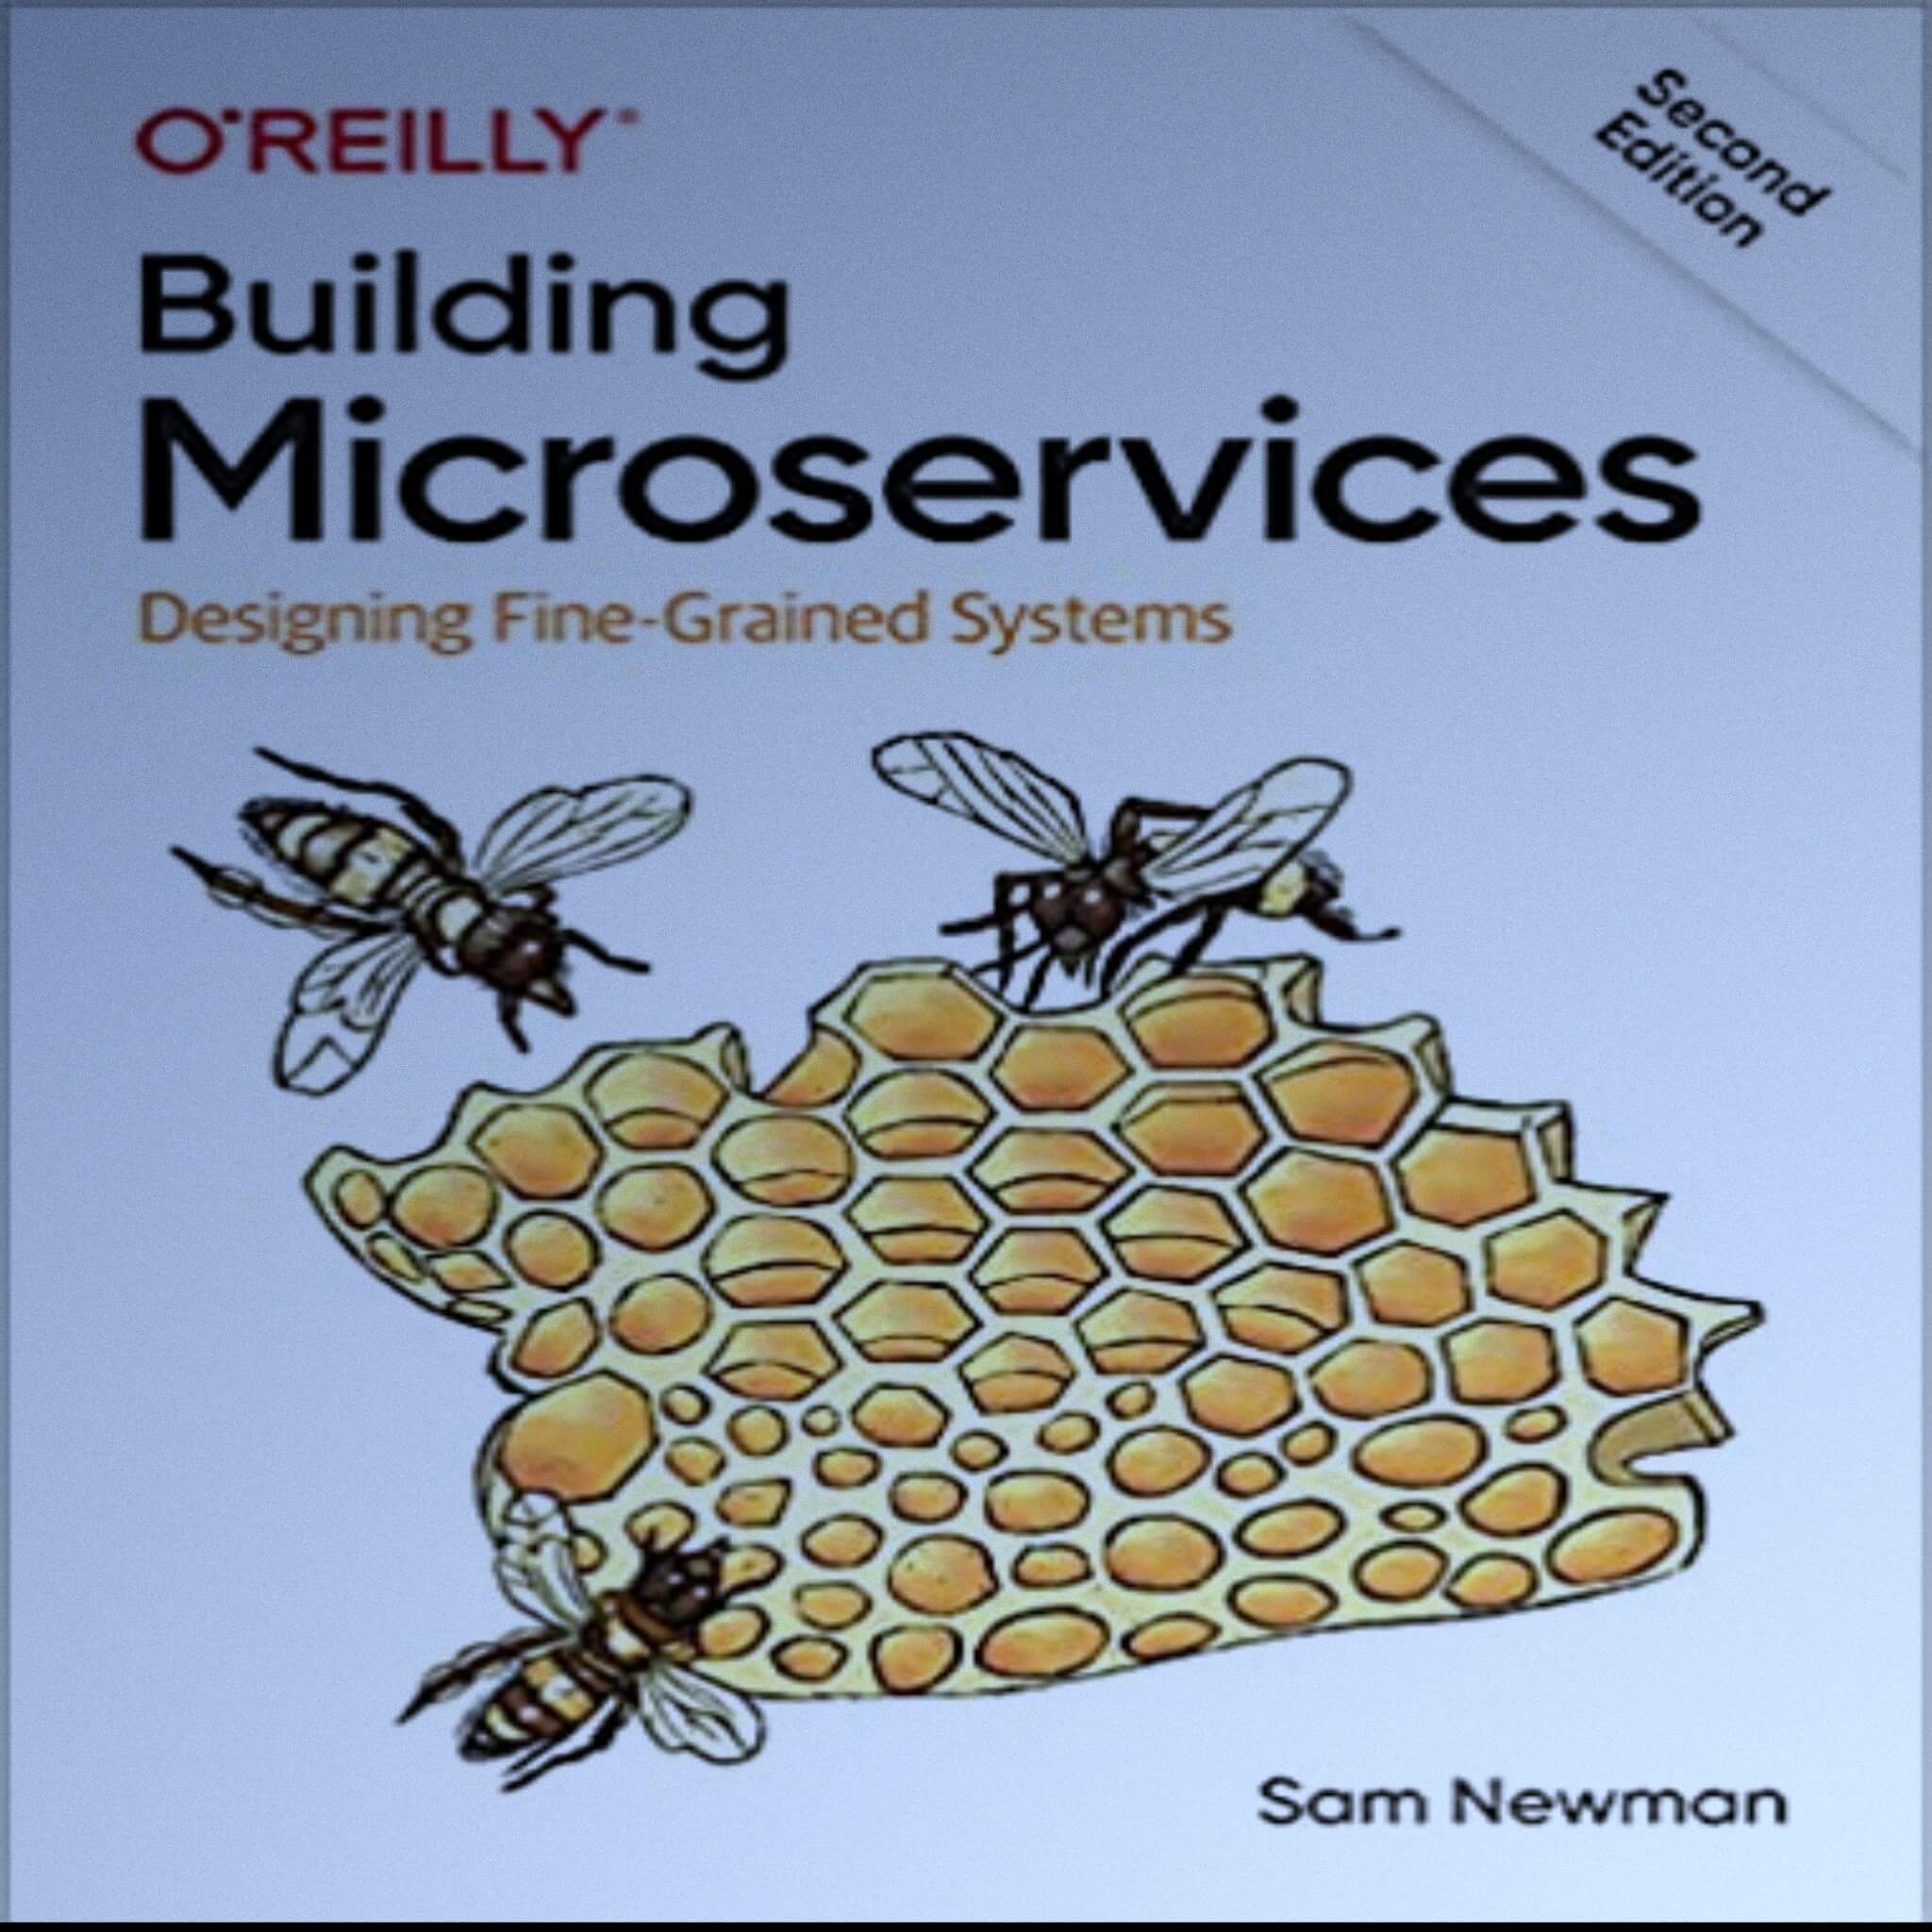 O'REILLY
Second
Edition
Building
Microservices
Designing Fine-Grained Systems
Sam Newman